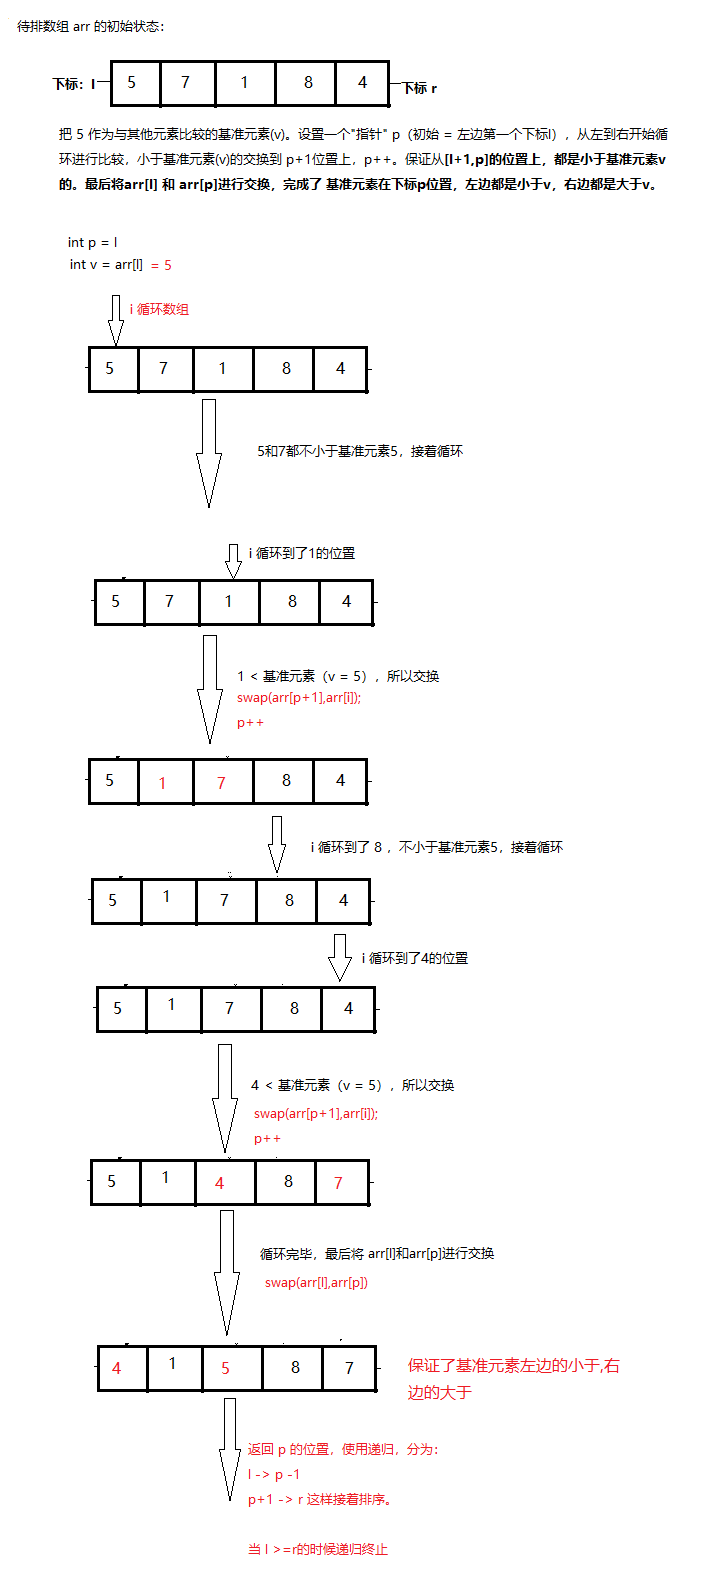 待排数组 arr 的初始状态：
下标：l 5 7 1 8 4 下标 r
把 5 作为与其他元素比较的基准元素(v)。设置一个"指针" p（初始 = 左边第一个下标l），从左到右开始循
环进行比较，小于基准元素(v)的交换到 p+1位置上，p++。保证从[l+1,p]的位置上，都是小于基准元素v
的。最后将arr[l] 和 arr[p]进行交换，完成了 基准元素在下标p位置，左边都是小于v，右边都是大于v。
int p = l
int v = arr[l] = 5
i 循环数组
5 7 1 8 4
5和7都不小于基准元素5，接着循环
i 循环到了1的位置
5 7 1 8 4
1 < 基准元素（v = 5），所以交换
swap(arr[p+1],arr[i]);
p++
5 1 7 8 4
i 循环到了 8 ，不小于基准元素5，接着循环
5 1 7 8 4
i 循环到了4的位置
5 1 7 8 4
4 < 基准元素（v = 5），所以交换
swap(arr[p+1],arr[i]);
p++
5 1 4 8 7
循环完毕，最后将 arr[l]和arr[p]进行交换
swap(arr[l],arr[p])
4 1 5 8 7
保证了基准元素左边的小于,右
边的大于
返回 p 的位置，使用递归，分为：
l -> p -1
p+1 -> r 这样接着排序。
当 l >=r的时候递归终止